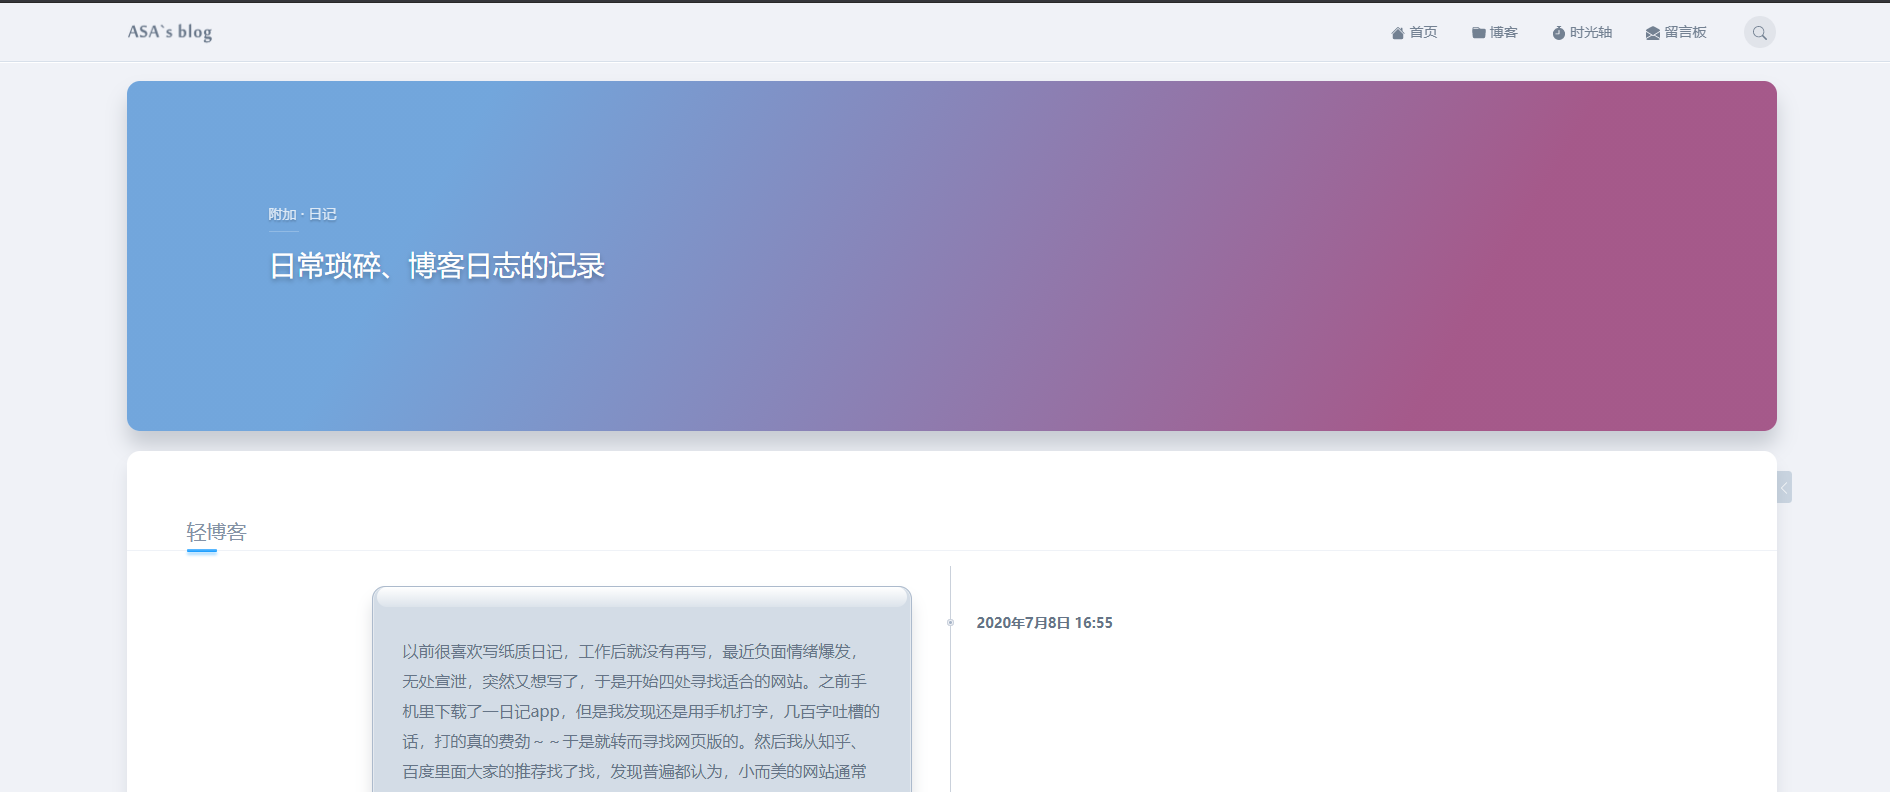 ASA`s blog
首页 博客 时光轴 留言板
附加 · 日记
日常琐碎、博客日志的记录
轻博客
2020年7月8日 16:55
以前很喜欢写纸质日记，工作后就没有再写，最近负面情绪爆发，
无处宣泄，突然又想写了，于是开始四处寻找适合的网站。之前手
机里下载了一日记app，但是我发现还是用手机打字，几百字吐槽的
话，打的真的费劲～～于是就转而寻找网页版的。然后我从知乎、
百度里面大家的推荐找了找，发现普遍都认为，小而美的网站通常